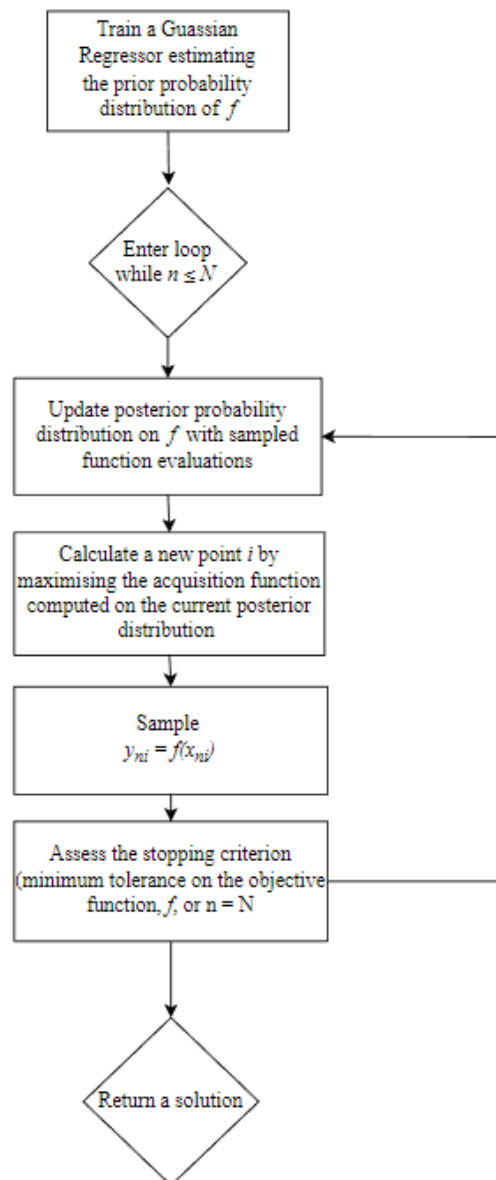 Train a Guassian
Regressor estimating
the prior probability
distribution of f
Enter loop
while n ≤ N
Update posterior probability
distribution on f with sampled
function evaluations
Calculate a new point i by
maximising the acquisition function
computed on the current posterior
distribution
Sample
yni = f(xni)
Assess the stopping criterion
(minimum tolerance on the objective
function, f, or n = N
Return a solution